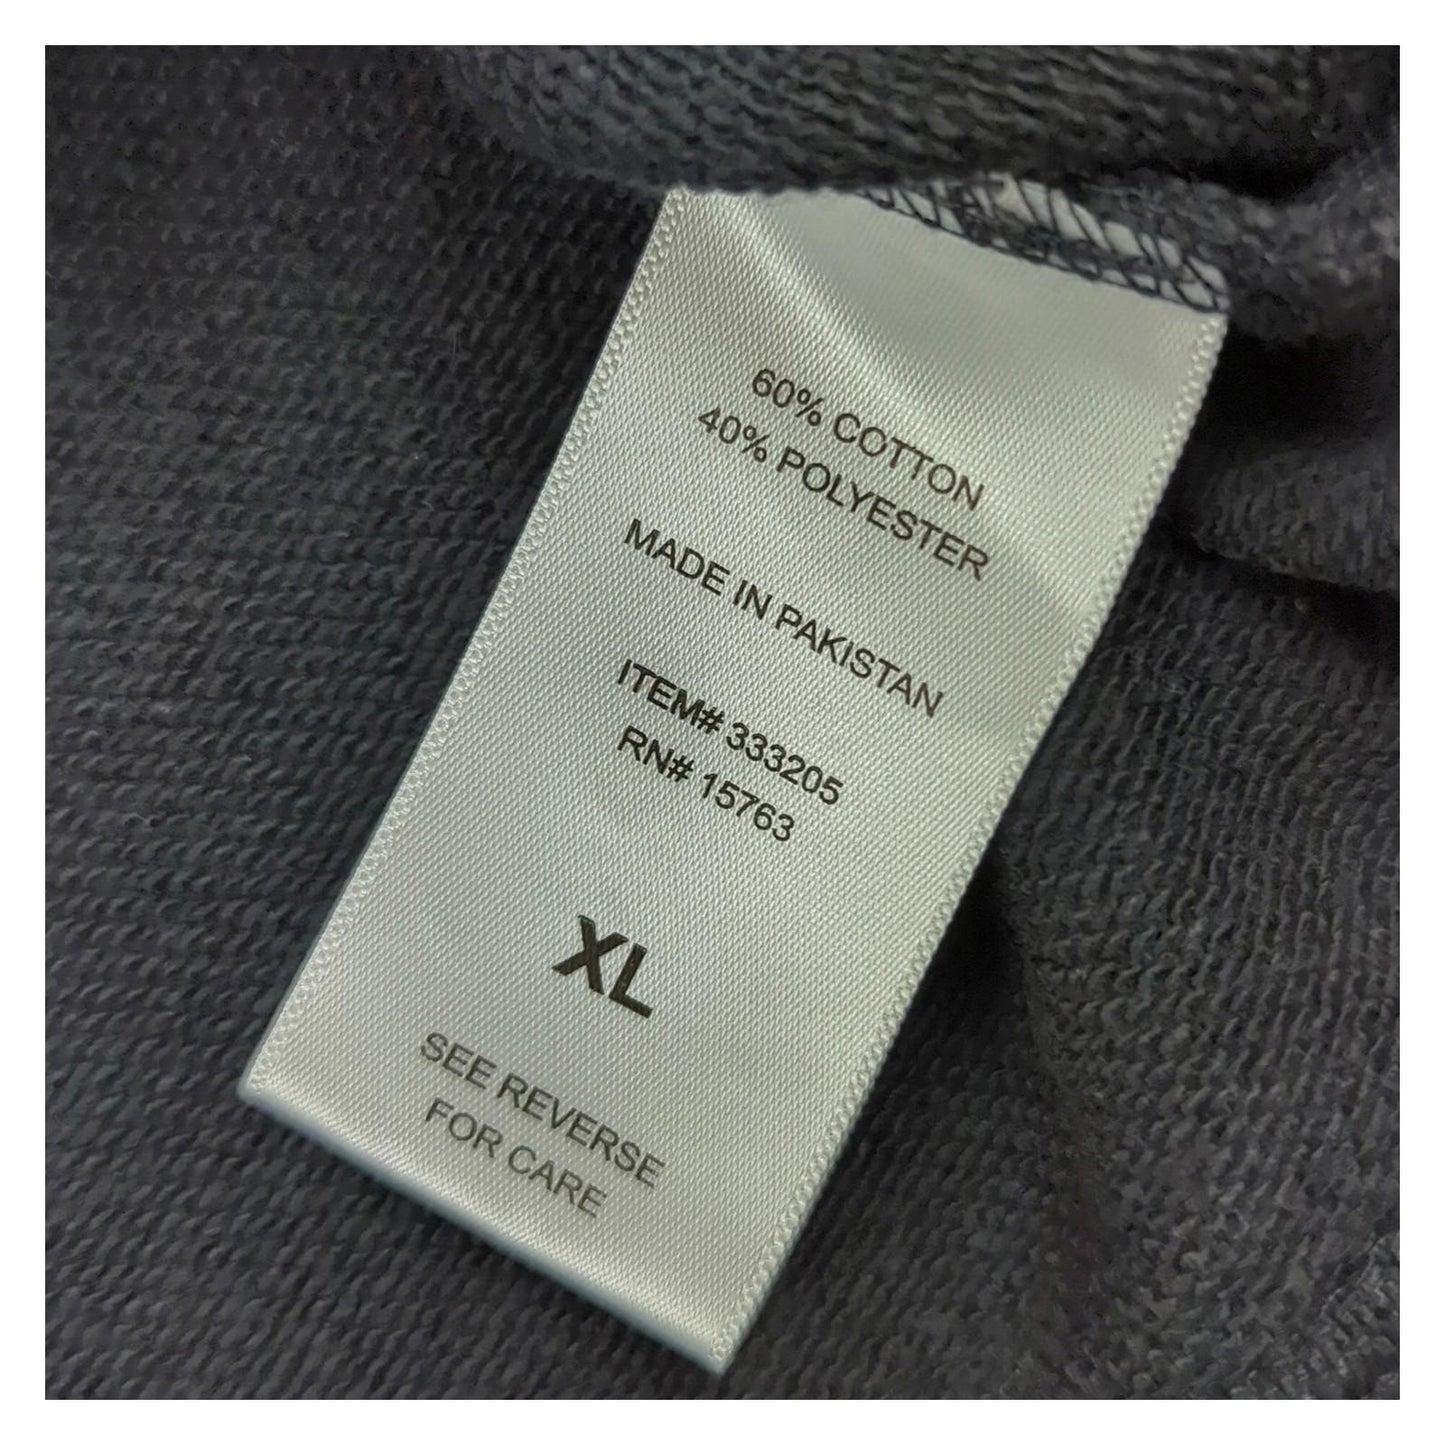 60% COTTON
40% POLYESTER
MADE IN PAKISTAN
ITEM# 333205
RN# 15763
XL
SEE REVERSE
FOR CARE